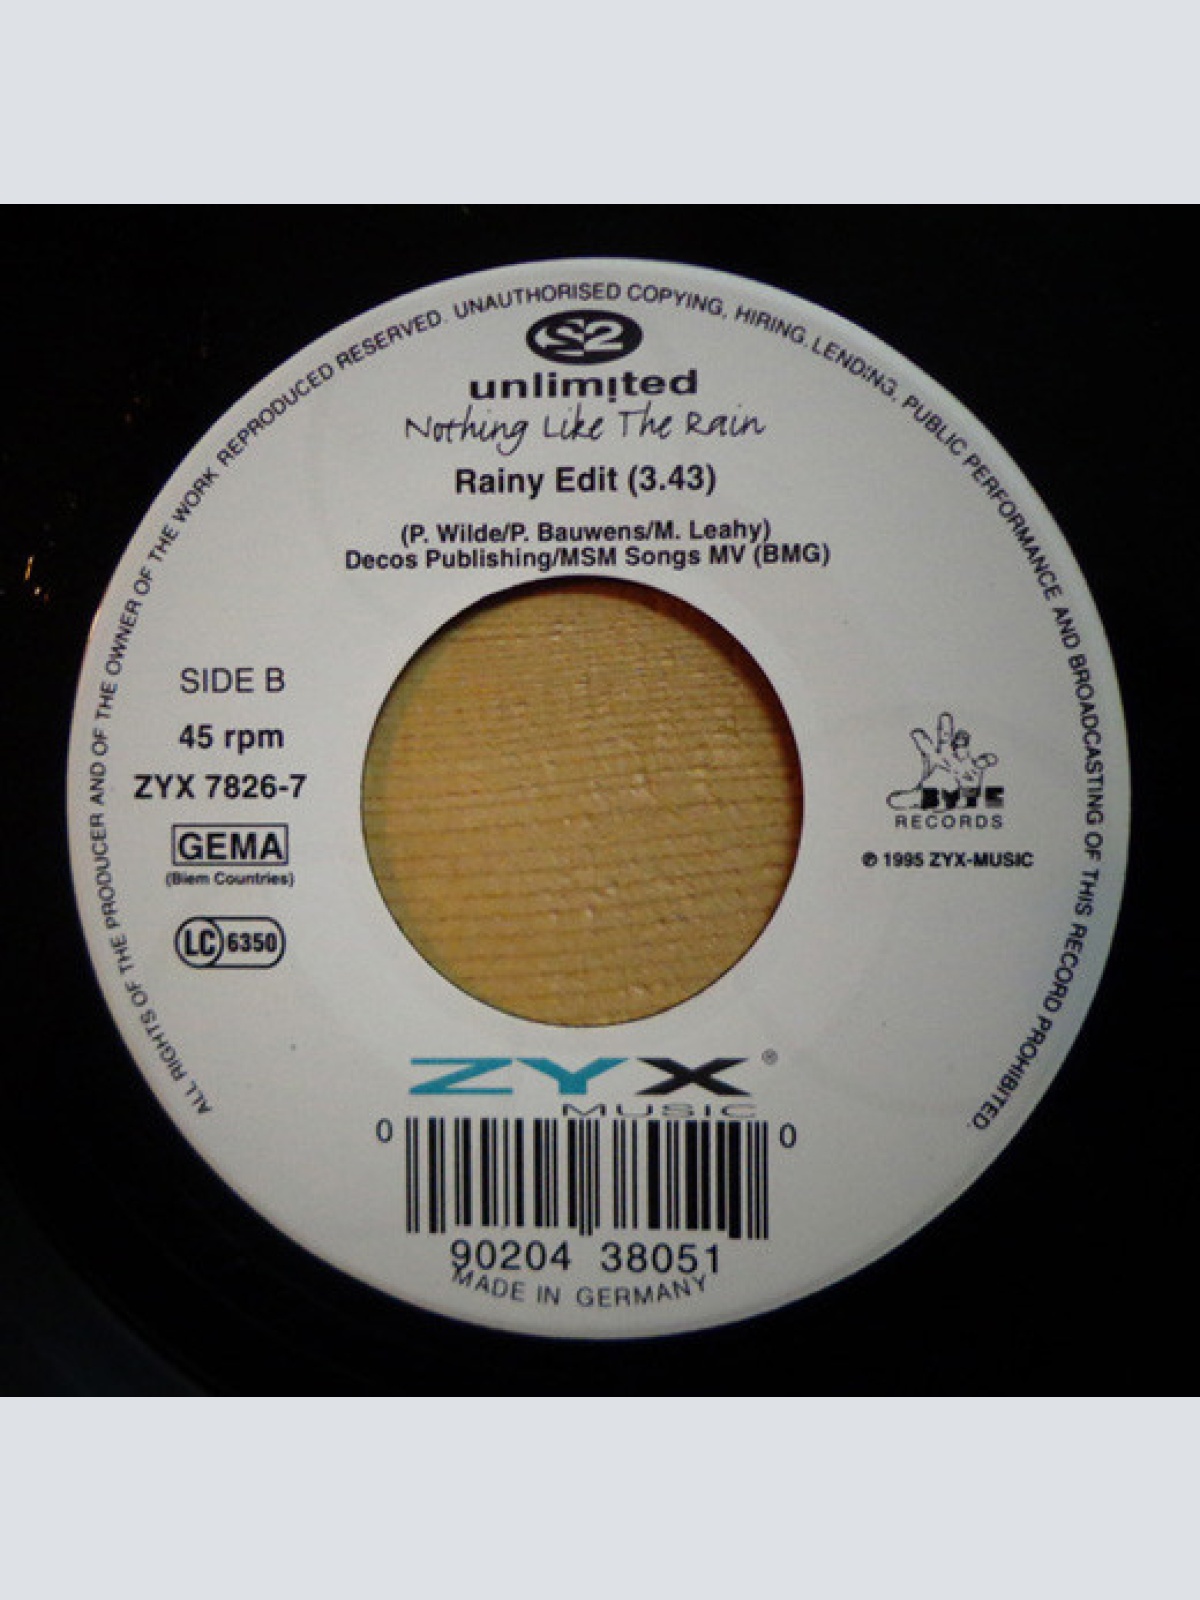 ALL RIGHTS OF THE PRODUCER AND OF THE OWNER OF THE WORK REPRODUCED RESERVED. UNAUTHORISED COPYING, HIRING, LENDING, PUBLIC PERFORMANCE AND BROADCASTING OF THIS RECORD PROHIBITED.
2
unlimited
Nothing Like The Rain
Rainy Edit (3.43)
(P. Wilde/P. Bauwens/M. Leahy)
Decos Publishing/MSM Songs MV (BMG)
SIDE B
45 rpm
ZYX 7826-7
GEMA
(Biem Countries)
LC 6350
BYTE
RECORDS
℗ 1995 ZYX-MUSIC
ZYX®
MUSIC
0 90204 38051 0
MADE IN GERMANY